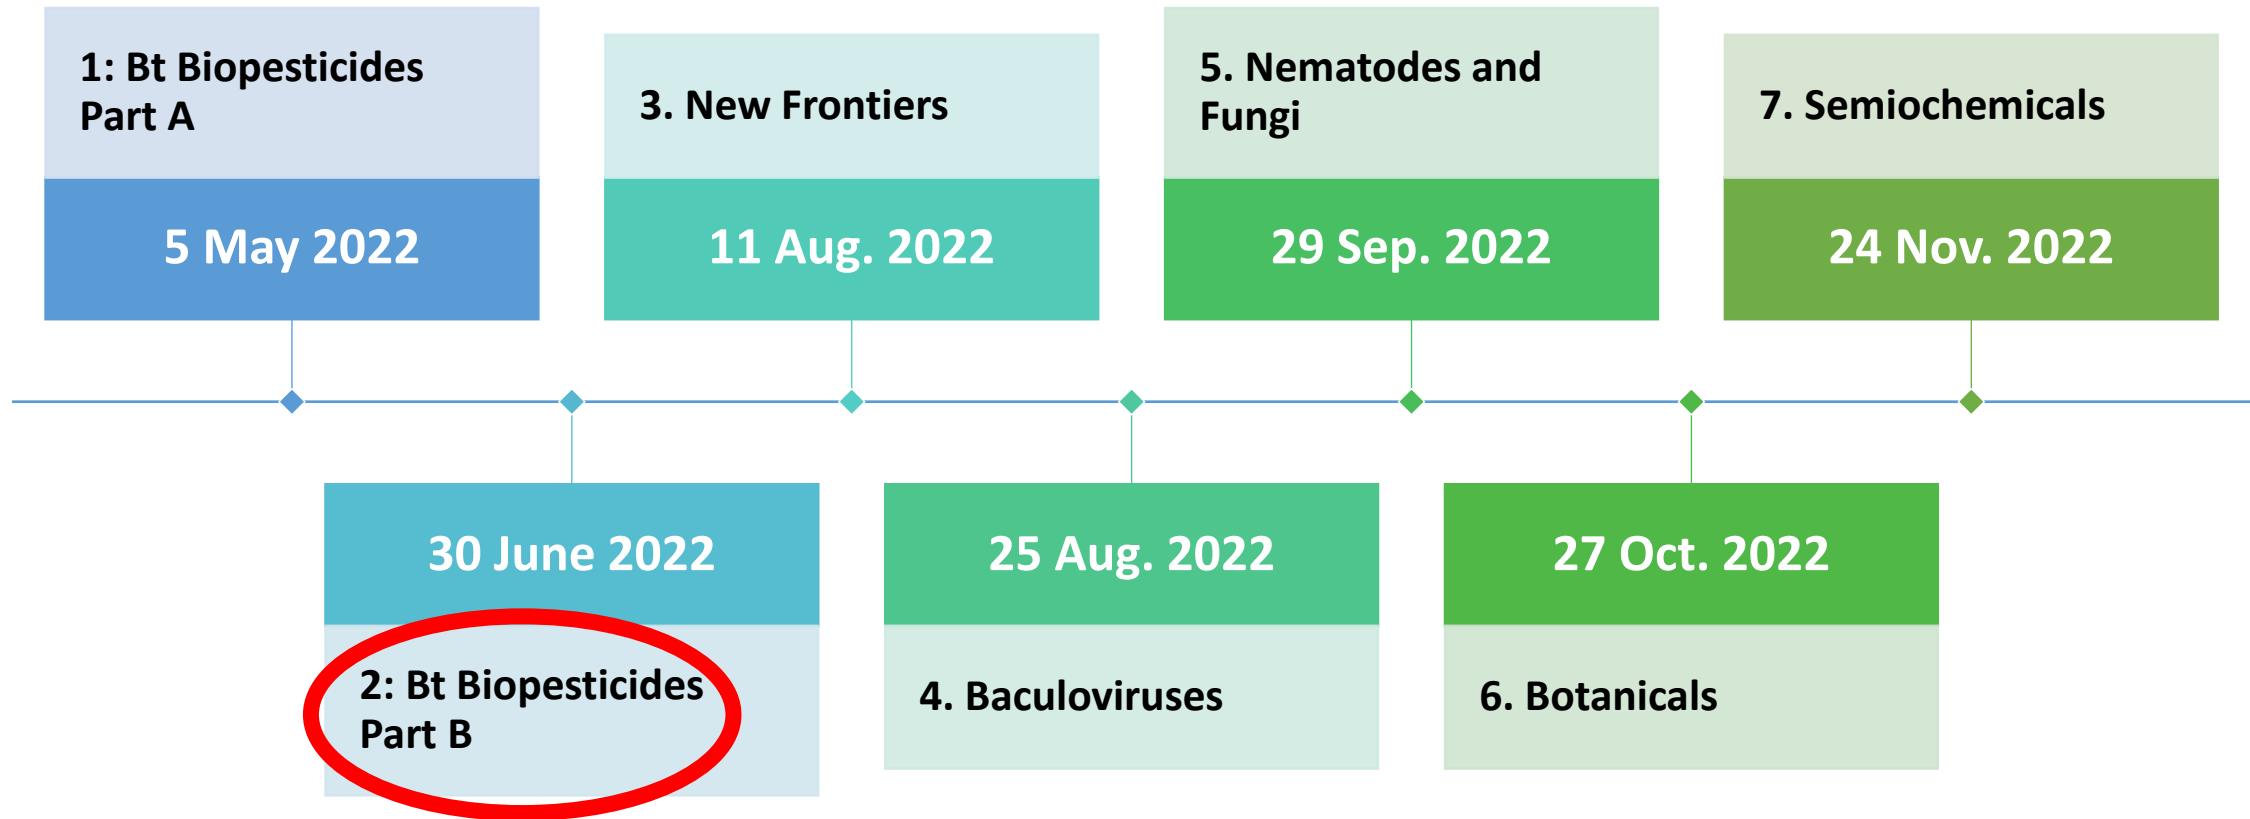 1: Bt Biopesticides
Part A
5 May 2022
30 June 2022
2: Bt Biopesticides
Part B
3. New Frontiers
11 Aug. 2022
25 Aug. 2022
4. Baculoviruses
5. Nematodes and
Fungi
29 Sep. 2022
27 Oct. 2022
6. Botanicals
7. Semiochemicals
24 Nov. 2022